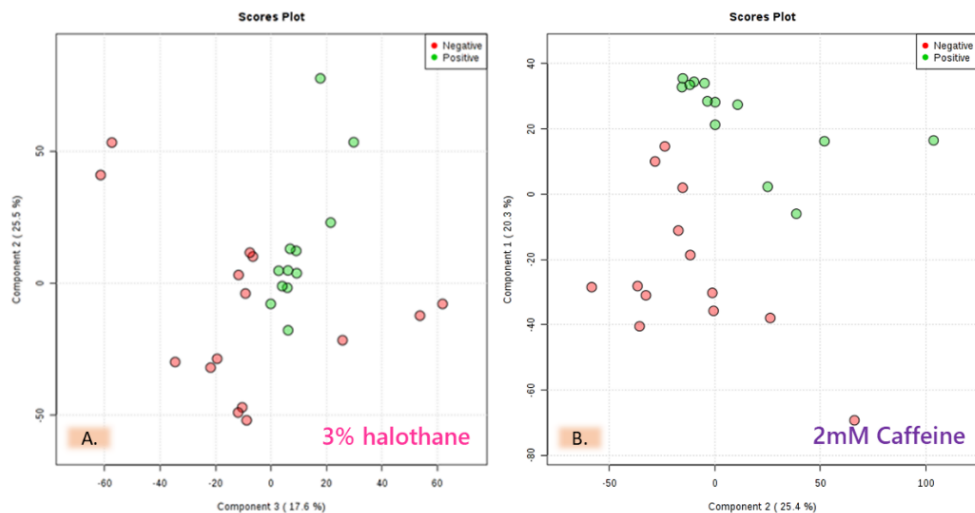 Scores Plot
Negative
Positive
50
0
-50
Component 2 ( 25.5 %)
-60
-40
-20
0
20
40
60
Component 3 ( 17.6 %)
A.
3% halothane
Scores Plot
Negative
Positive
40
20
0
-20
-40
-60
-80
Component 1 ( 20.3 %)
-50
0
50
100
Component 2 ( 25.4 %)
B.
2mM Caffeine